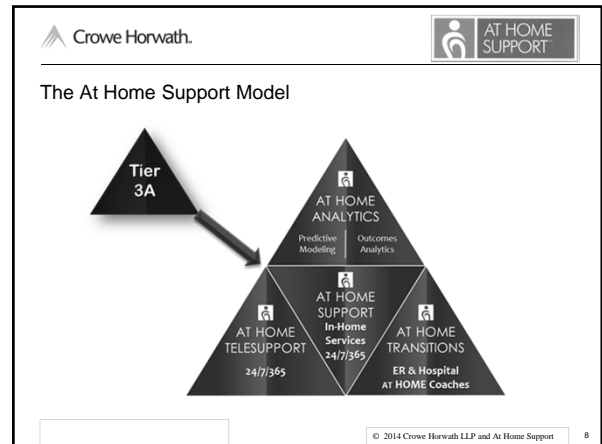 Crowe Horwath.
AT HOME
SUPPORT
The At Home Support Model
Tier
3A
AT HOME
ANALYTICS
Predictive
Modeling
Outcomes
Analytics
AT HOME
TELESUPPORT
24/7/365
AT HOME
SUPPORT
In-Home
Services
24/7/365
AT HOME
TRANSITIONS
ER & Hospital
AT HOME Coaches
© 2014 Crowe Horwath LLP and At Home Support
8